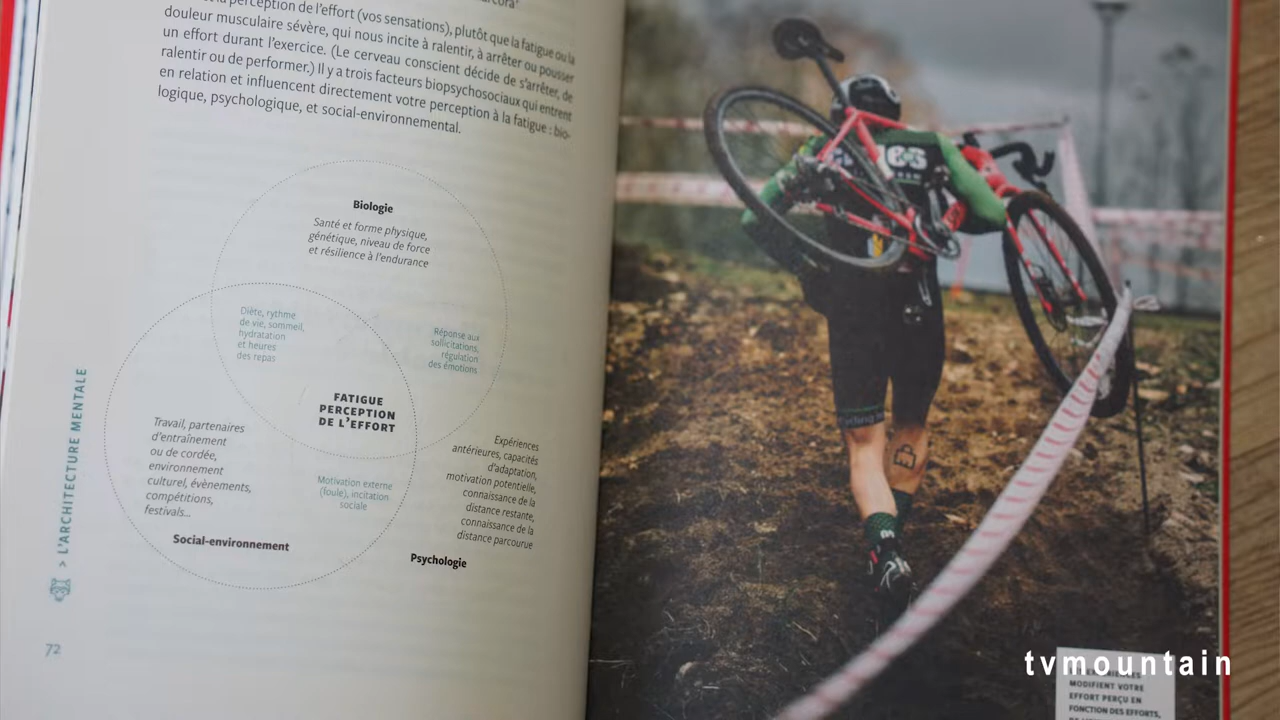 la perception de l'effort (vos sensations), plutôt que la fatigue ou la
douleur musculaire sévère, qui nous incite à ralentir, à arrêter ou pousser
un effort durant l'exercice. (Le cerveau conscient décide de s'arrêter, de
ralentir ou de performer.) Il y a trois facteurs biopsychosociaux qui entrent
en relation et influencent directement votre perception à la fatigue : bio-
logique, psychologique, et social-environnemental.
Biologie
Santé et forme physique,
génétique, niveau de force
et résilience à l'endurance
Diète, rythme
de vie, sommeil,
hydratation
et heures
des repas
Réponse aux
sollicitations,
régulation
des émotions
FATIGUE
PERCEPTION
DE L'EFFORT
Travail, partenaires
d'entraînement
ou de cordée,
environnement
culturel, évènements,
compétitions,
festivals...
Motivation externe
(foule), incitation
sociale
Expériences
antérieures, capacités
d'adaptation,
motivation potentielle,
connaissance de la
distance restante,
connaissance de la
distance parcourue
Social-environnement
Psychologie
> L'ARCHITECTURE MENTALE
72
tvmountain
MODIFIENT VOTRE
EFFORT PERÇU EN
FONCTION DES EFFORTS,